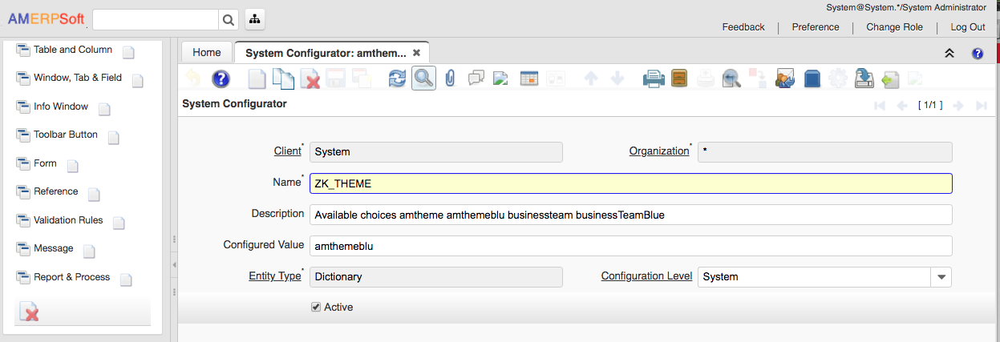 AMERPSoft
System@System.*/System Administrator
Feedback | Preference | Change Role | Log Out
Table and Column
Window, Tab & Field
Info Window
Toolbar Button
Form
Reference
Validation Rules
Message
Report & Process
Home
System Configurator: amthem...
System Configurator
[ 1/1 ]
Client* System
Organization* *
Name* ZK_THEME
Description Available choices amtheme amthemeblu businessteam businessTeamBlue
Configured Value amthemeblu
Entity Type* Dictionary
Configuration Level System
Active